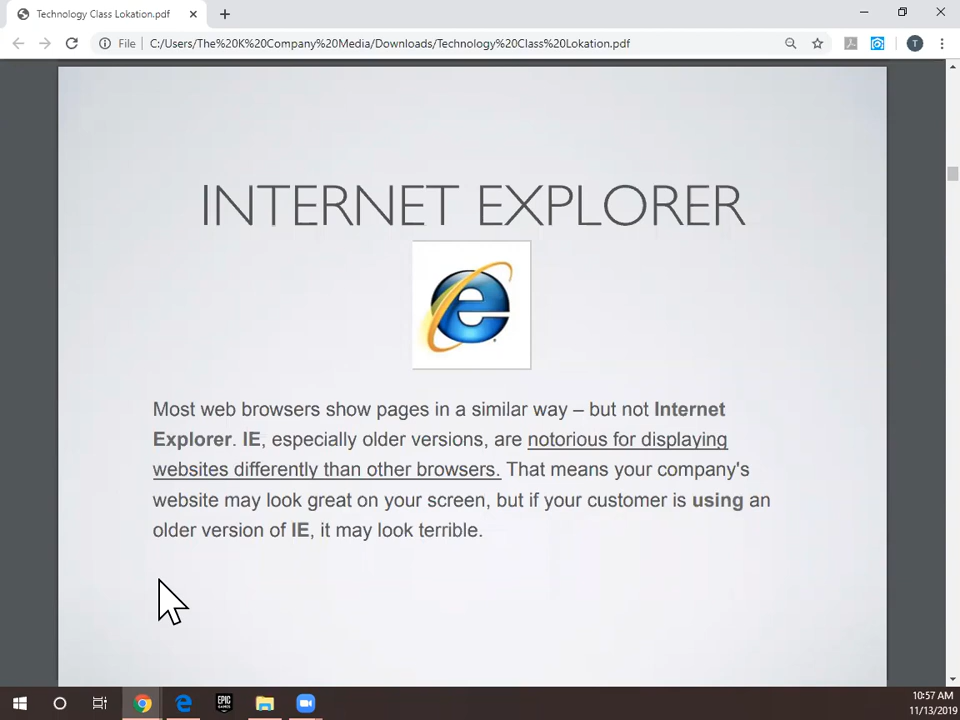 Technology Class Lokation.pdf
File
C:/Users/The%20K%20Company%20Media/Downloads/Technology%20Class%20Lokation.pdf
T
INTERNET EXPLORER
Most web browsers show pages in a similar way – but not Internet
Explorer. IE, especially older versions, are notorious for displaying
websites differently than other browsers. That means your company's
website may look great on your screen, but if your customer is using an
older version of IE, it may look terrible.
EPIC
GAMES
10:57 AM
11/13/2019